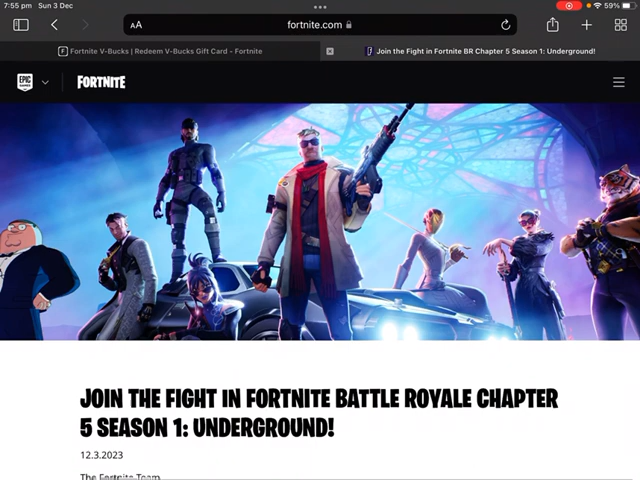 7:55 pm Sun 3 Dec
59%
AA
fortnite.com
Fortnite V-Bucks | Redeem V-Bucks Gift Card - Fortnite
Join the Fight in Fortnite BR Chapter 5 Season 1: Underground!
EPIC
GAMES
FORTNITE
JOIN THE FIGHT IN FORTNITE BATTLE ROYALE CHAPTER
5 SEASON 1: UNDERGROUND!
12.3.2023
The Fortnite Team